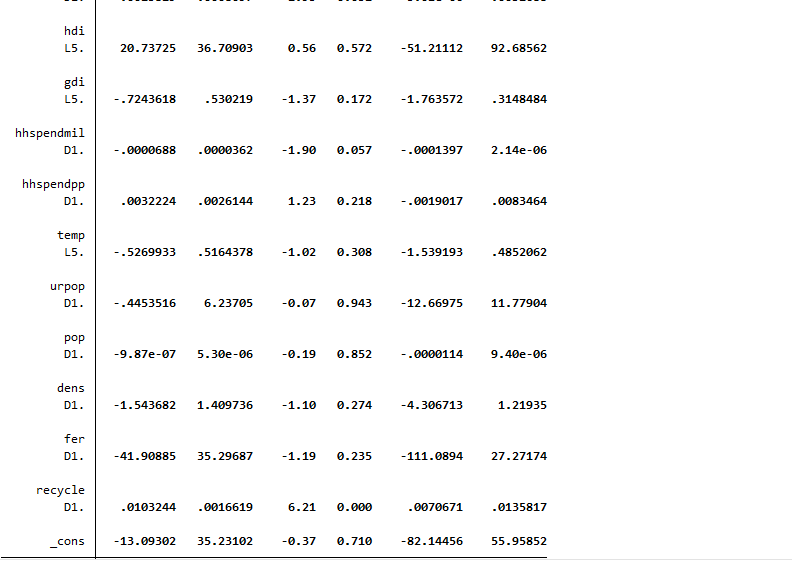 hdi
L5. 20.73725 36.70903 0.56 0.572 -51.21112 92.68562
gdi
L5. -.7243618 .530219 -1.37 0.172 -1.763572 .3148484
hhspendmil
D1. -.0000688 .0000362 -1.90 0.057 -.0001397 2.14e-06
hhspendpp
D1. .0032224 .0026144 1.23 0.218 -.0019017 .0083464
temp
L5. -.5269933 .5164378 -1.02 0.308 -1.539193 .4852062
urpop
D1. -.4453516 6.23705 -0.07 0.943 -12.66975 11.77904
pop
D1. -9.87e-07 5.30e-06 -0.19 0.852 -.0000114 9.40e-06
dens
D1. -1.543682 1.409736 -1.10 0.274 -4.306713 1.21935
fer
D1. -41.90885 35.29687 -1.19 0.235 -111.0894 27.27174
recycle
D1. .0103244 .0016619 6.21 0.000 .0070671 .0135817
_cons -13.09302 35.23102 -0.37 0.710 -82.14456 55.95852